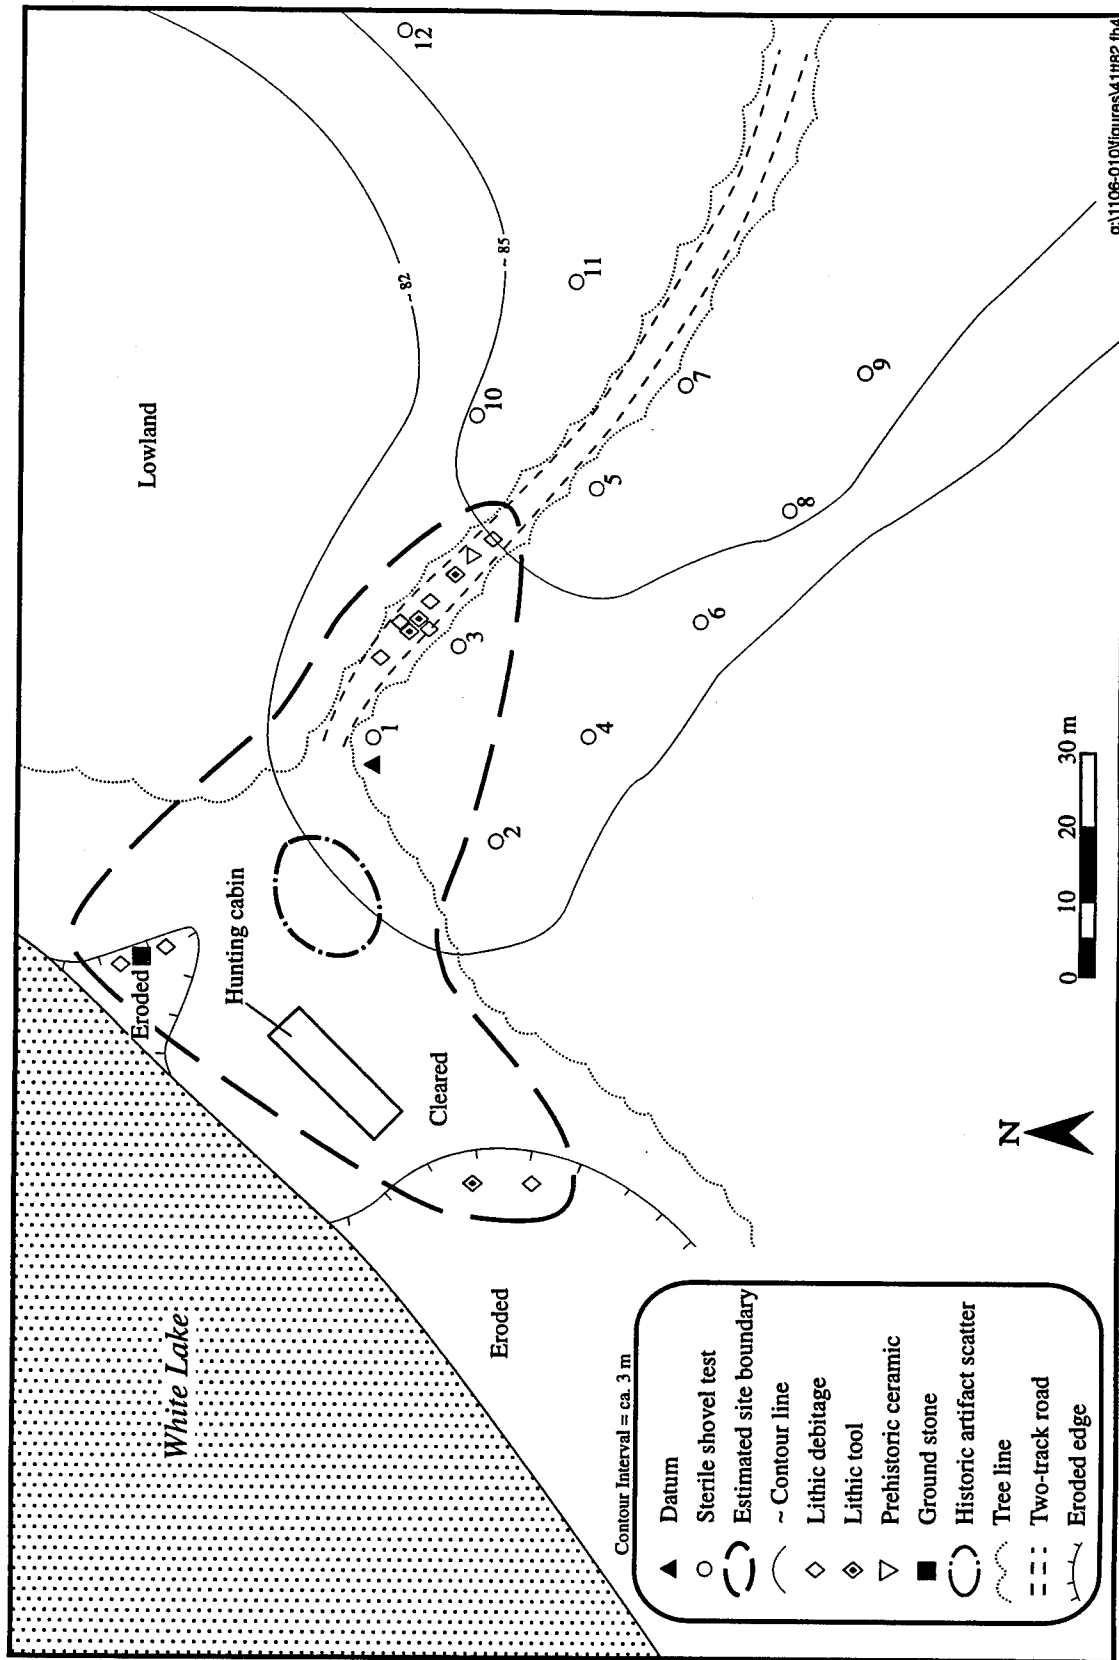 White Lake
Eroded
Hunting cabin
Cleared
Eroded
Lowland
~ 82
~ 85
1
2
3
4
5
6
7
8
9
10
11
12
N
0 10 20 30 m
Contour Interval = ca. 3 m
Datum
Sterile shovel test
Estimated site boundary
~ Contour line
Lithic debitage
Lithic tool
Prehistoric ceramic
Ground stone
Historic artifact scatter
Tree line
Two-track road
Eroded edge